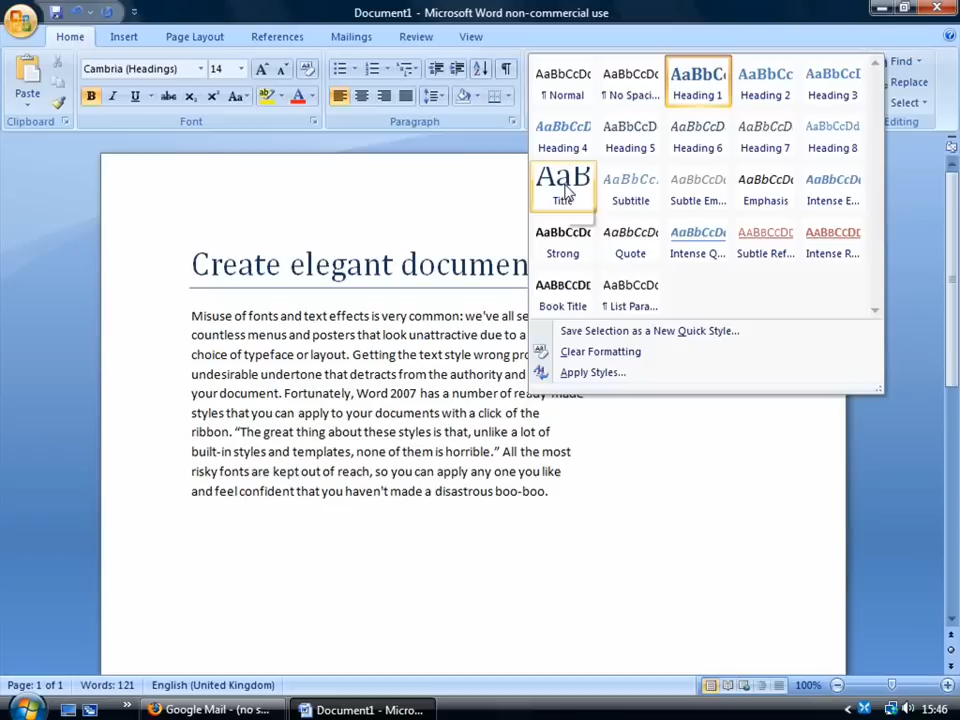 Document1 - Microsoft Word non-commercial use
Home Insert Page Layout References Mailings Review View
Cambria (Headings) 14
Paste
B I U abc x₂ x² Aa
Clipboard Font Paragraph
Find
Replace
Select
Editing
AaBbCcDc AaBbCcDc AaBbC AaBbCc AaBbCcI
¶ Normal ¶ No Spaci... Heading 1 Heading 2 Heading 3
AaBbCcD AaBbCcD AaBbCcD AaBbCcD AaBbCcDd
Heading 4 Heading 5 Heading 6 Heading 7 Heading 8
AaB AaBbCc. AaBbCcDc AaBbCcDc AaBbCcDc
Title Subtitle Subtle Em... Emphasis Intense E...
AaBbCcDc AaBbCcDc AaBbCcDc AaBbCcDc AaBbCcDc
Strong Quote Intense Q... Subtle Ref... Intense R...
AaBbCcDd AaBbCcDc
Book Title ¶ List Para...
Save Selection as a New Quick Style...
Clear Formatting
Apply Styles...
Create elegant documen
Misuse of fonts and text effects is very common: we've all se
countless menus and posters that look unattractive due to a
choice of typeface or layout. Getting the text style wrong pro
undesirable undertone that detracts from the authority and
your document. Fortunately, Word 2007 has a number of ready-made
styles that you can apply to your documents with a click of the
ribbon. “The great thing about these styles is that, unlike a lot of
built-in styles and templates, none of them is horrible.” All the most
risky fonts are kept out of reach, so you can apply any one you like
and feel confident that you haven't made a disastrous boo-boo.
Page: 1 of 1 Words: 121 English (United Kingdom) 100%
Google Mail - (no s... Document1 - Micro... 15:46